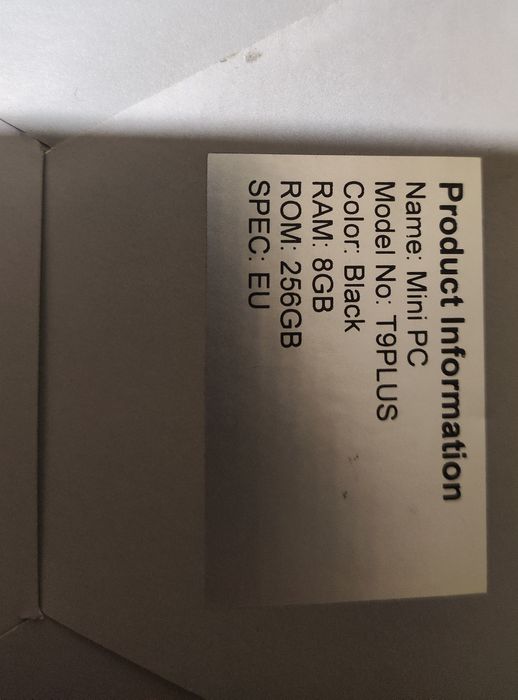 Product Information
Name: Mini PC
Model No: T9PLUS
Color: Black
RAM: 8GB
ROM: 256GB
SPEC: EU